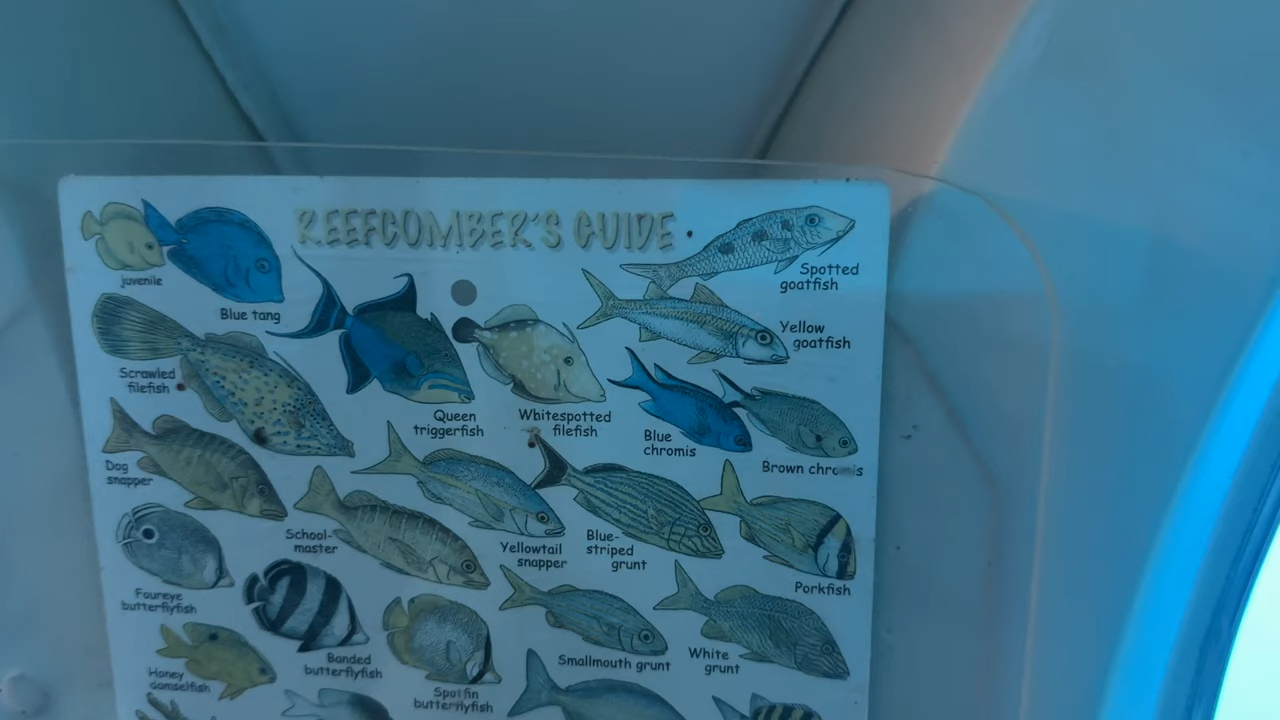 REEFCOMBER'S GUIDE
juvenile
Blue tang
Spotted
goatfish
Yellow
goatfish
Scrawled
filefish
Queen
triggerfish
Whitespotted
filefish
Blue
chromis
Brown chromis
Dog
snapper
School-
master
Yellowtail
snapper
Blue-
striped
grunt
Porkfish
Foureye
butterflyfish
Banded
butterflyfish
Spotfin
butterflyfish
Smallmouth grunt
White
grunt
Honey
damselfish